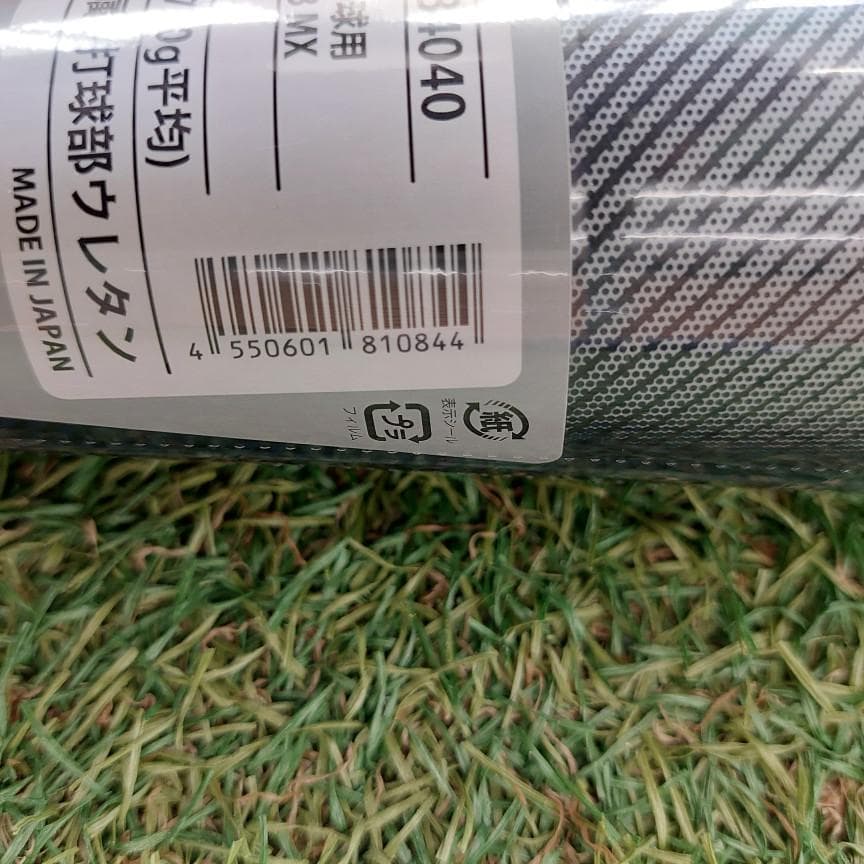 84040
球用
MX
0g平均)
打球部ウレタン
MADE IN JAPAN
4 550601 810844
紙
表示シール
プラ
フィルム